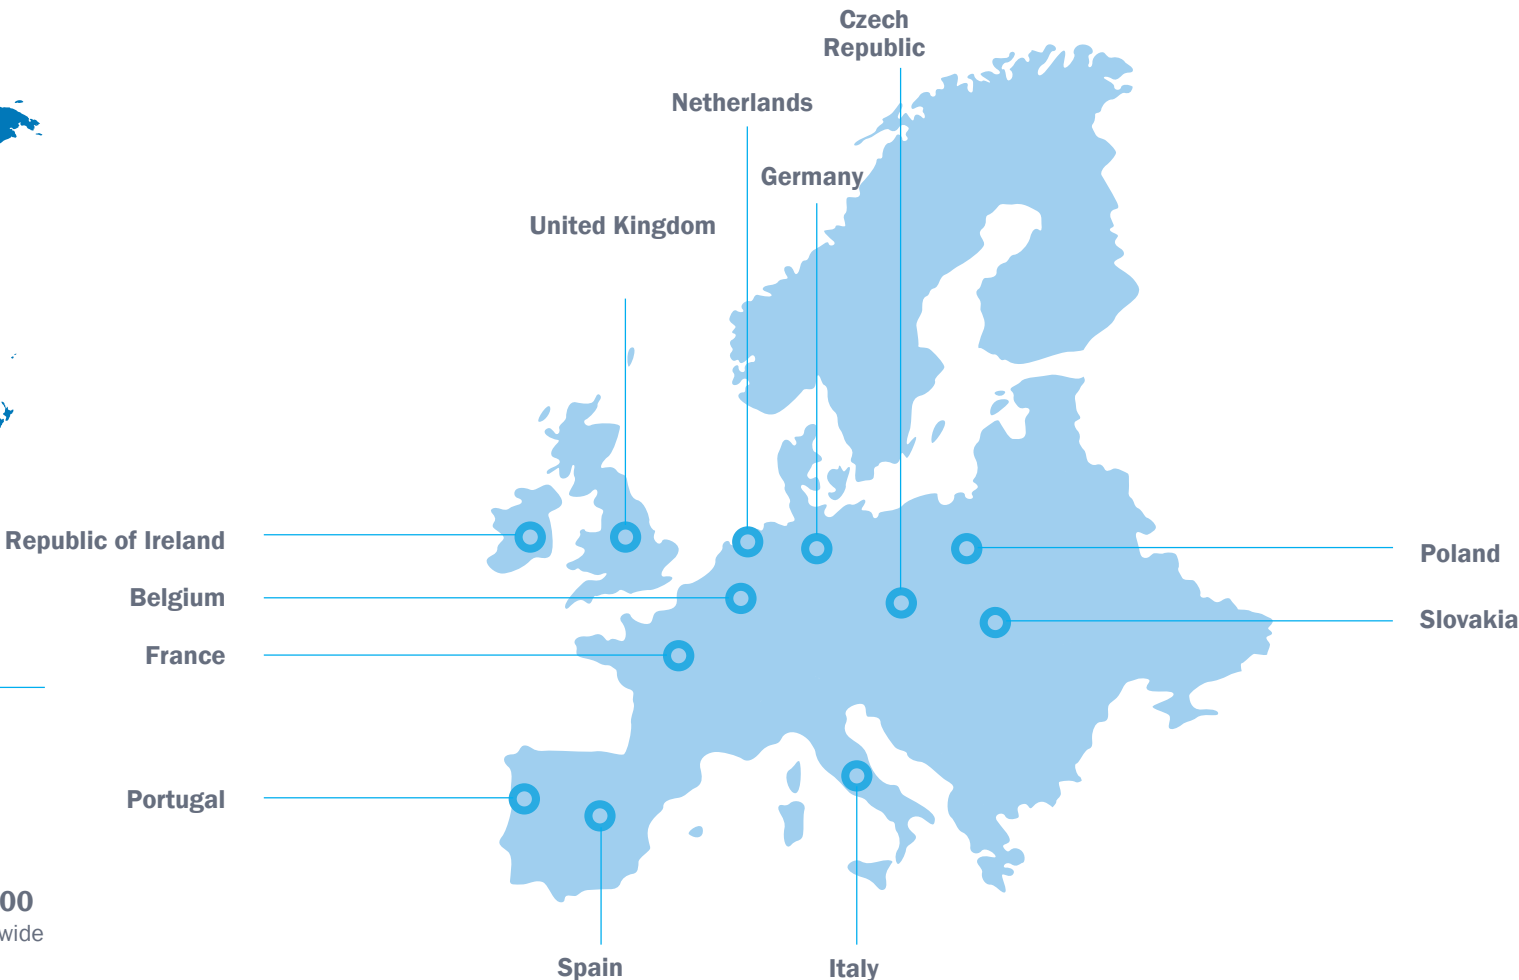 Czech
Republic
Netherlands
Germany
United Kingdom
Republic of Ireland
Poland
Belgium
Slovakia
France
Portugal
00
wide
Spain
Italy